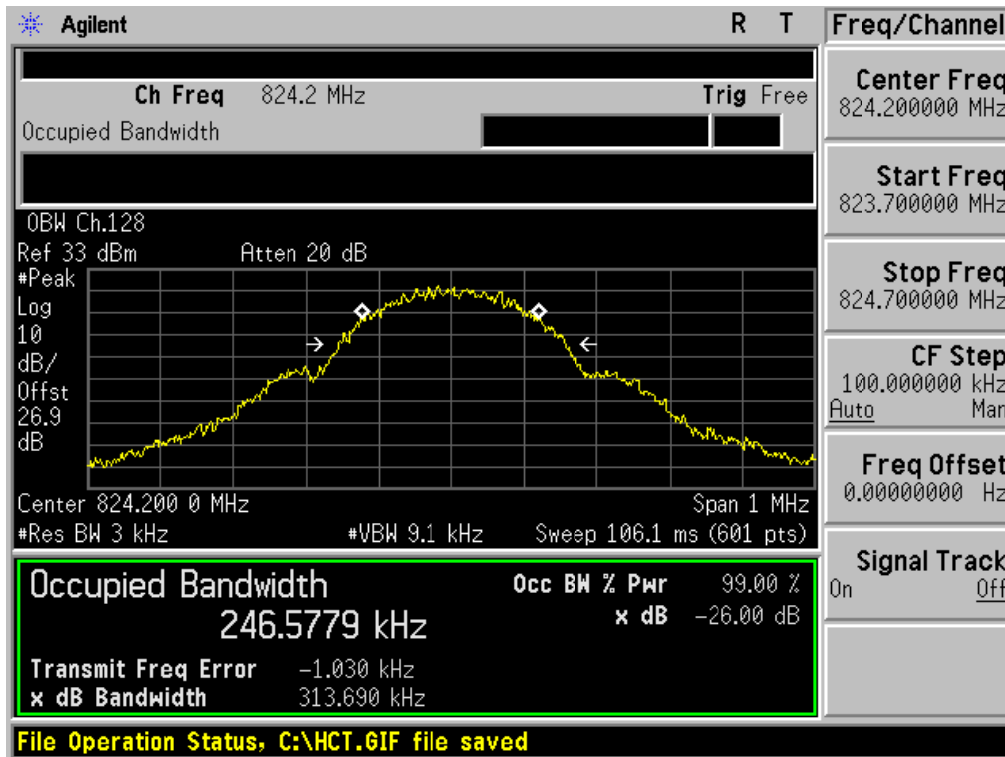 Agilent R T Freq/Channel
Ch Freq 824.2 MHz Trig Free
Occupied Bandwidth
Center Freq
824.200000 MHz
Start Freq
823.700000 MHz
Stop Freq
824.700000 MHz
CF Step
100.000000 kHz
Auto Man
Freq Offset
0.00000000 Hz
Signal Track
On Off
OBW Ch.128
Ref 33 dBm Atten 20 dB
#Peak
Log
10
dB/
Offst
26.9
dB
Center 824.200 0 MHz Span 1 MHz
#Res BW 3 kHz #VBW 9.1 kHz Sweep 106.1 ms (601 pts)
Occupied Bandwidth Occ BW % Pwr 99.00 %
246.5779 kHz x dB -26.00 dB
Transmit Freq Error -1.030 kHz
x dB Bandwidth 313.690 kHz
File Operation Status, C:\HCT.GIF file saved